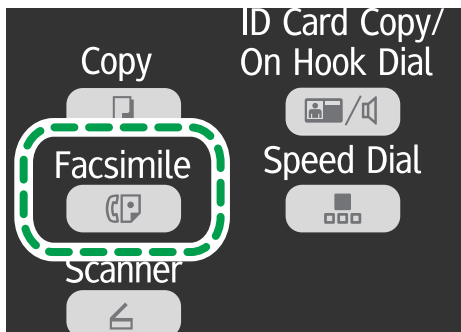 Copy
ID Card Copy/
On Hook Dial
Facsimile
Speed Dial
Scanner